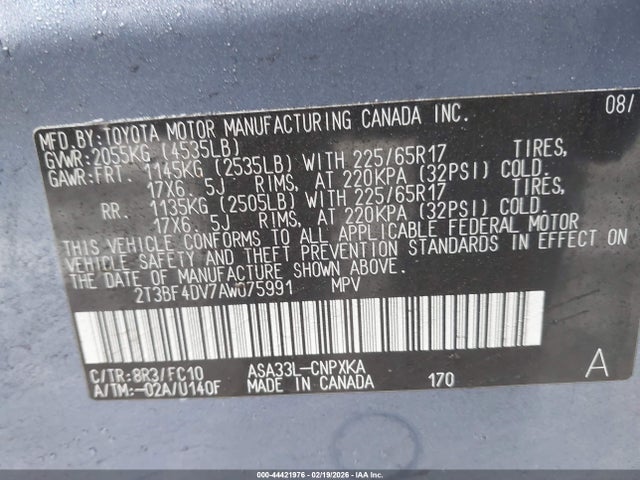 MFD.BY:TOYOTA MOTOR MANUFACTURING CANADA INC. 08/
GVWR:2055KG (4535LB)
GAWR:FRT. 1145KG (2535LB) WITH 225/65R17 TIRES,
17X6.5J RIMS, AT 220KPA (32PSI) COLD.
RR. 1135KG (2505LB) WITH 225/65R17 TIRES,
17X6.5J RIMS, AT 220KPA (32PSI) COLD.
THIS VEHICLE CONFORMS TO ALL APPLICABLE FEDERAL MOTOR
VEHICLE SAFETY AND THEFT PREVENTION STANDARDS IN EFFECT ON
THE DATE OF MANUFACTURE SHOWN ABOVE.
2T3BF4DV7AW075991 MPV
C/TR:8R3/FC10 ASA33L-CNPXKA A
A/TM:-02A/U140F MADE IN CANADA 170
000-44421976 - 02/19/2026 - IAAI.COM